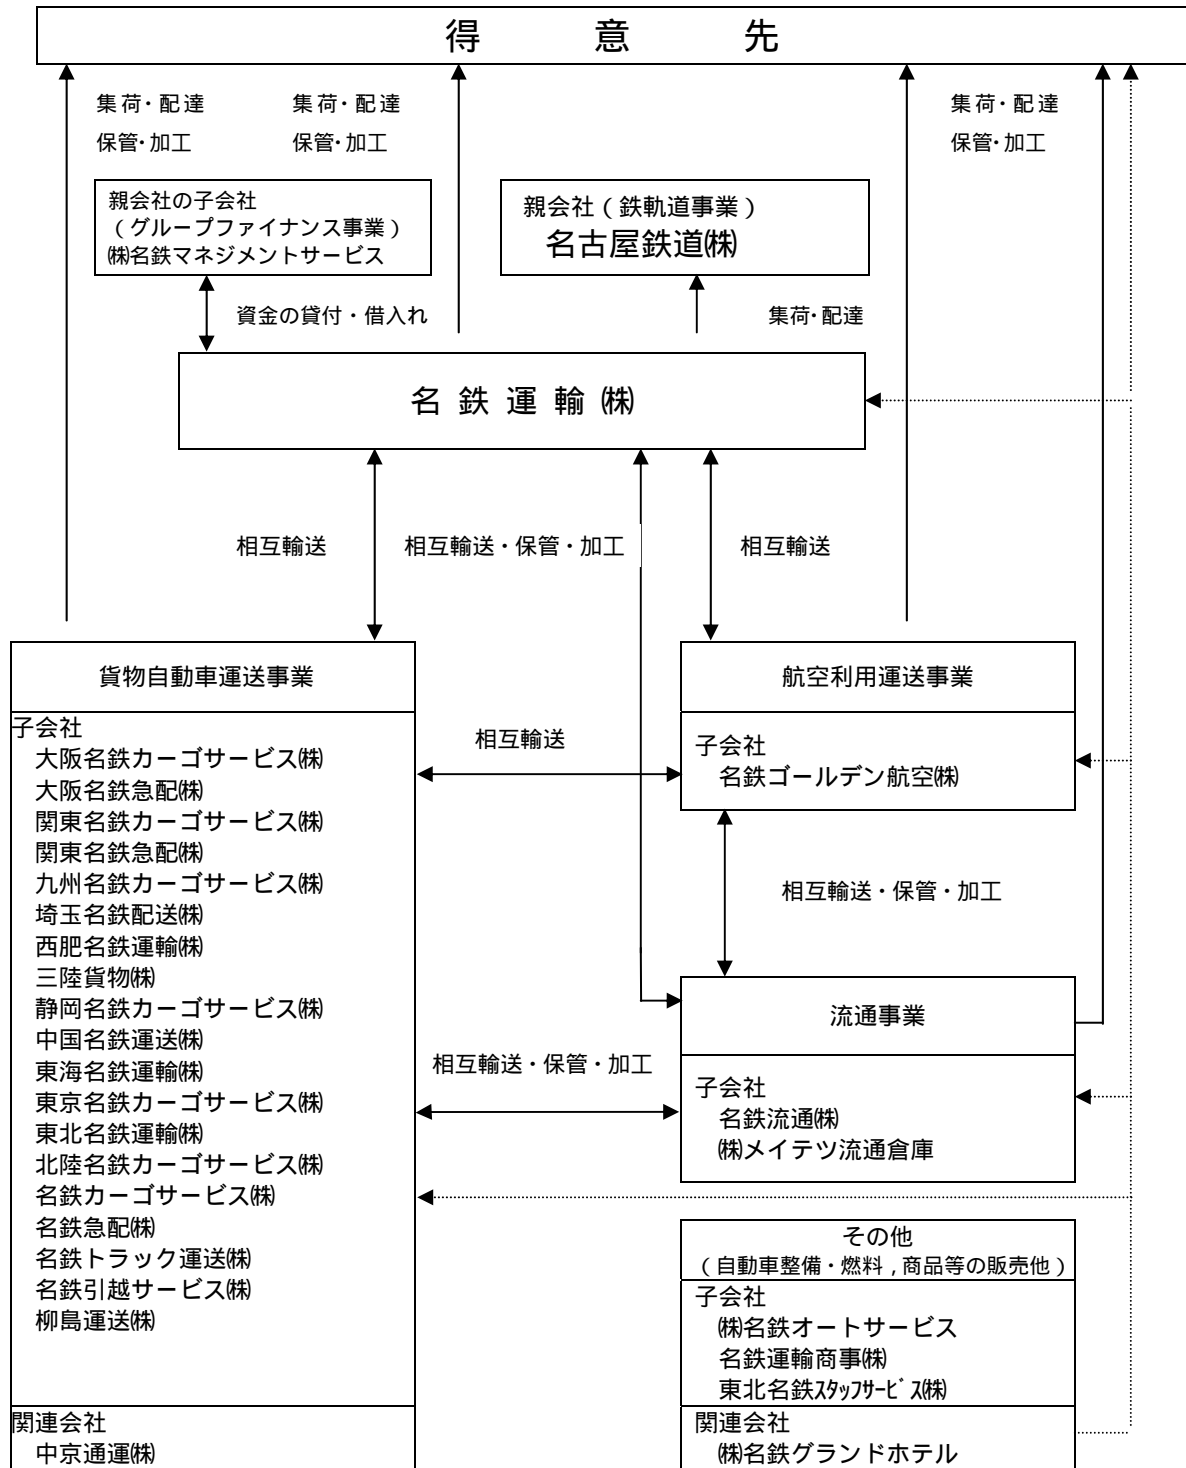 得意先
集荷・配達
保管・加工
集荷・配達
保管・加工
集荷・配達
保管・加工
親会社の子会社
（グループファイナンス事業）
㈱名鉄マネジメントサービス
親会社（鉄軌道事業）
名古屋鉄道㈱
資金の貸付・借入れ
集荷・配達
名鉄運輸㈱
相互輸送
相互輸送・保管・加工
相互輸送
貨物自動車運送事業
子会社
大阪名鉄カーゴサービス㈱
大阪名鉄急配㈱
関東名鉄カーゴサービス㈱
関東名鉄急配㈱
九州名鉄カーゴサービス㈱
埼玉名鉄配送㈱
西肥名鉄運輸㈱
三陸貨物㈱
静岡名鉄カーゴサービス㈱
中国名鉄運送㈱
東海名鉄運輸㈱
東京名鉄カーゴサービス㈱
東北名鉄運輸㈱
北陸名鉄カーゴサービス㈱
名鉄カーゴサービス㈱
名鉄急配㈱
名鉄トラック運送㈱
名鉄引越サービス㈱
柳島運送㈱
関連会社
中京通運㈱
相互輸送
相互輸送・保管・加工
航空利用運送事業
子会社
名鉄ゴールデン航空㈱
相互輸送・保管・加工
流通事業
子会社
名鉄流通㈱
㈱メイテツ流通倉庫
その他
（自動車整備・燃料，商品等の販売他）
子会社
㈱名鉄オートサービス
名鉄運輸商事㈱
東北名鉄ｽﾀｯﾌｻｰﾋﾞｽ㈱
関連会社
㈱名鉄グランドホテル